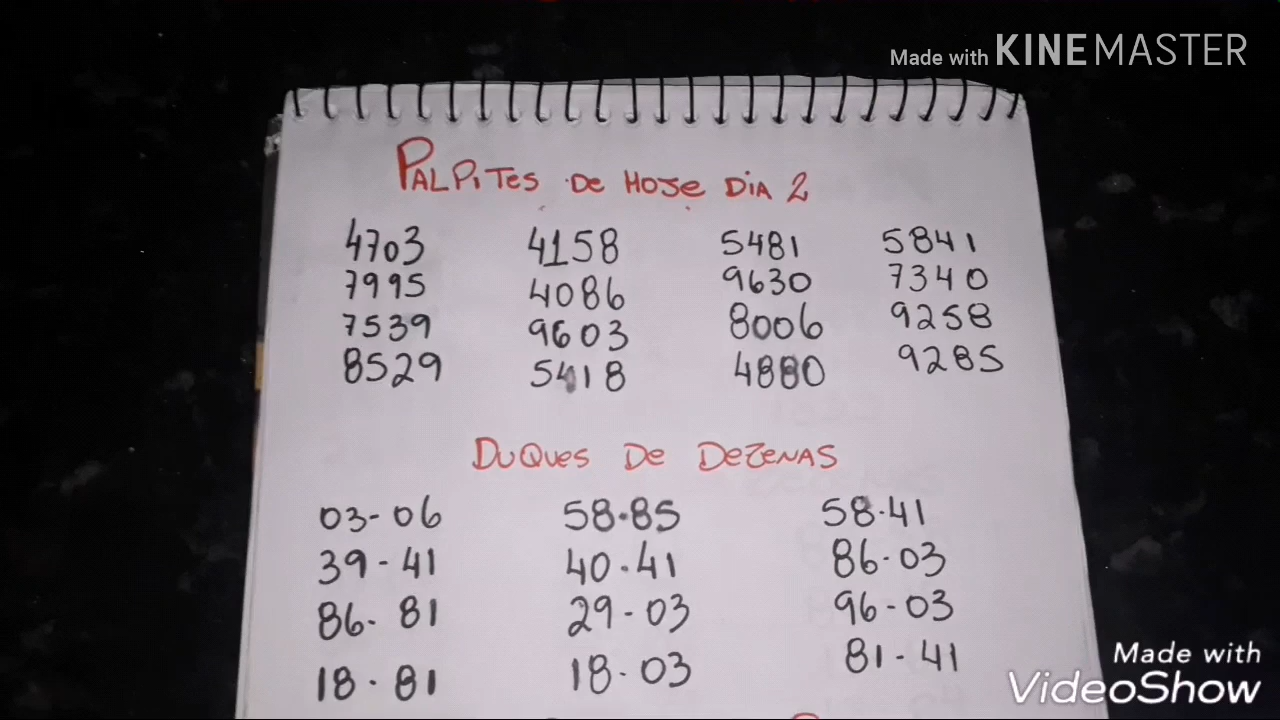 Made with KINEMASTER
PALPITES DE HOJE DIA 2
4703 4158 5481 5841
7995 4086 9630 7340
7539 9603 8006 9258
8529 5418 4880 9285
DUQUES DE DEZENAS
03-06 58.85 58.41
39-41 40.41 86-03
86-81 29-03 96-03
18-81 18-03 81-41
Made with
VideoShow